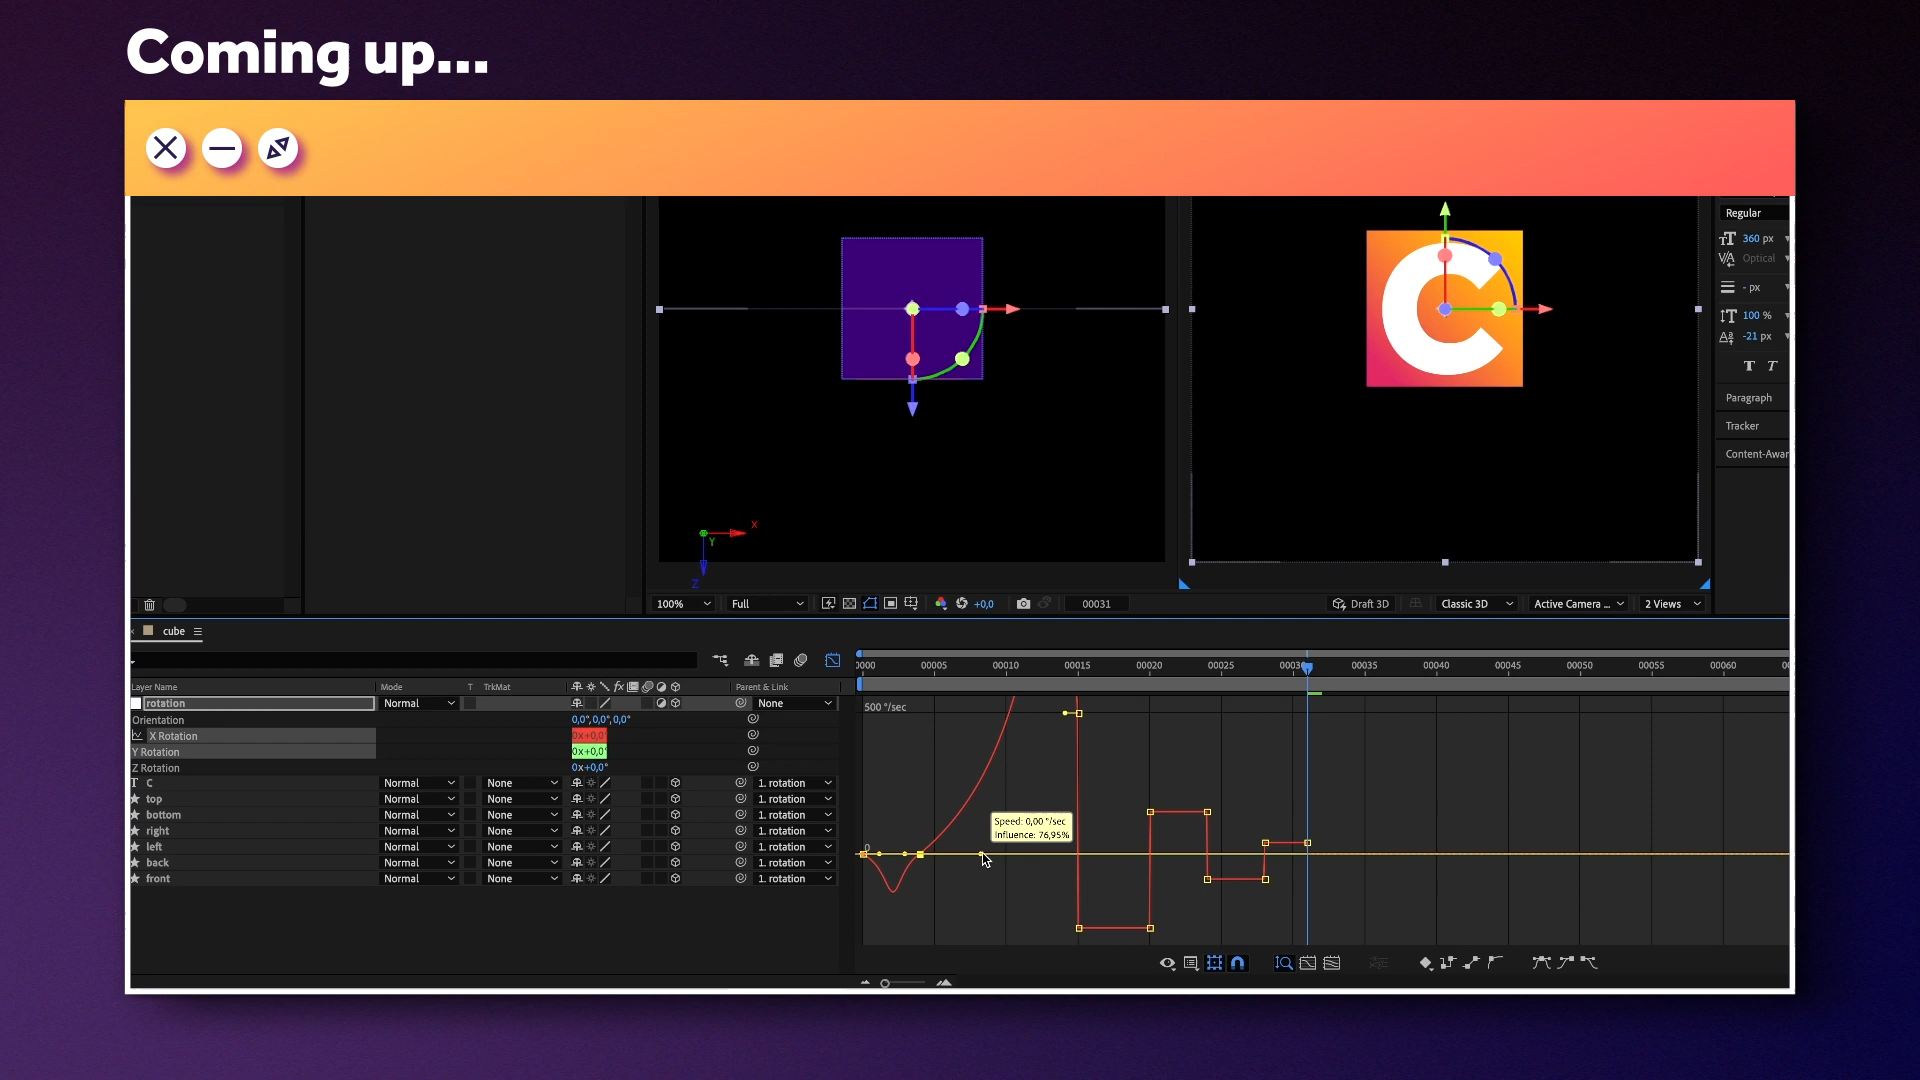 Coming up...
Regular
360 px
Optical
- px
100 %
-21 px
T T
Paragraph
Tracker
Content-Awar
C
X
Y
Z
100% Full +0,0 00031 Draft 3D Classic 3D Active Camera ... 2 Views
cube
0000 00005 00010 00015 00020 00025 00030 00035 00040 00045 00050 00055 00060
Layer Name Mode T TrkMat fx Parent & Link
rotation Normal None
500 °/sec
Orientation 0,0°,0,0°,0,0°
X Rotation 0x+0,0°
Y Rotation 0x+0,0°
Z Rotation 0x+0,0°
T C Normal None 1. rotation
top Normal None 1. rotation
bottom Normal None 1. rotation
right Normal None 1. rotation
left Normal None 1. rotation
back Normal None 1. rotation
front Normal None 1. rotation
Speed: 0,00 °/sec
Influence: 76,95%
0